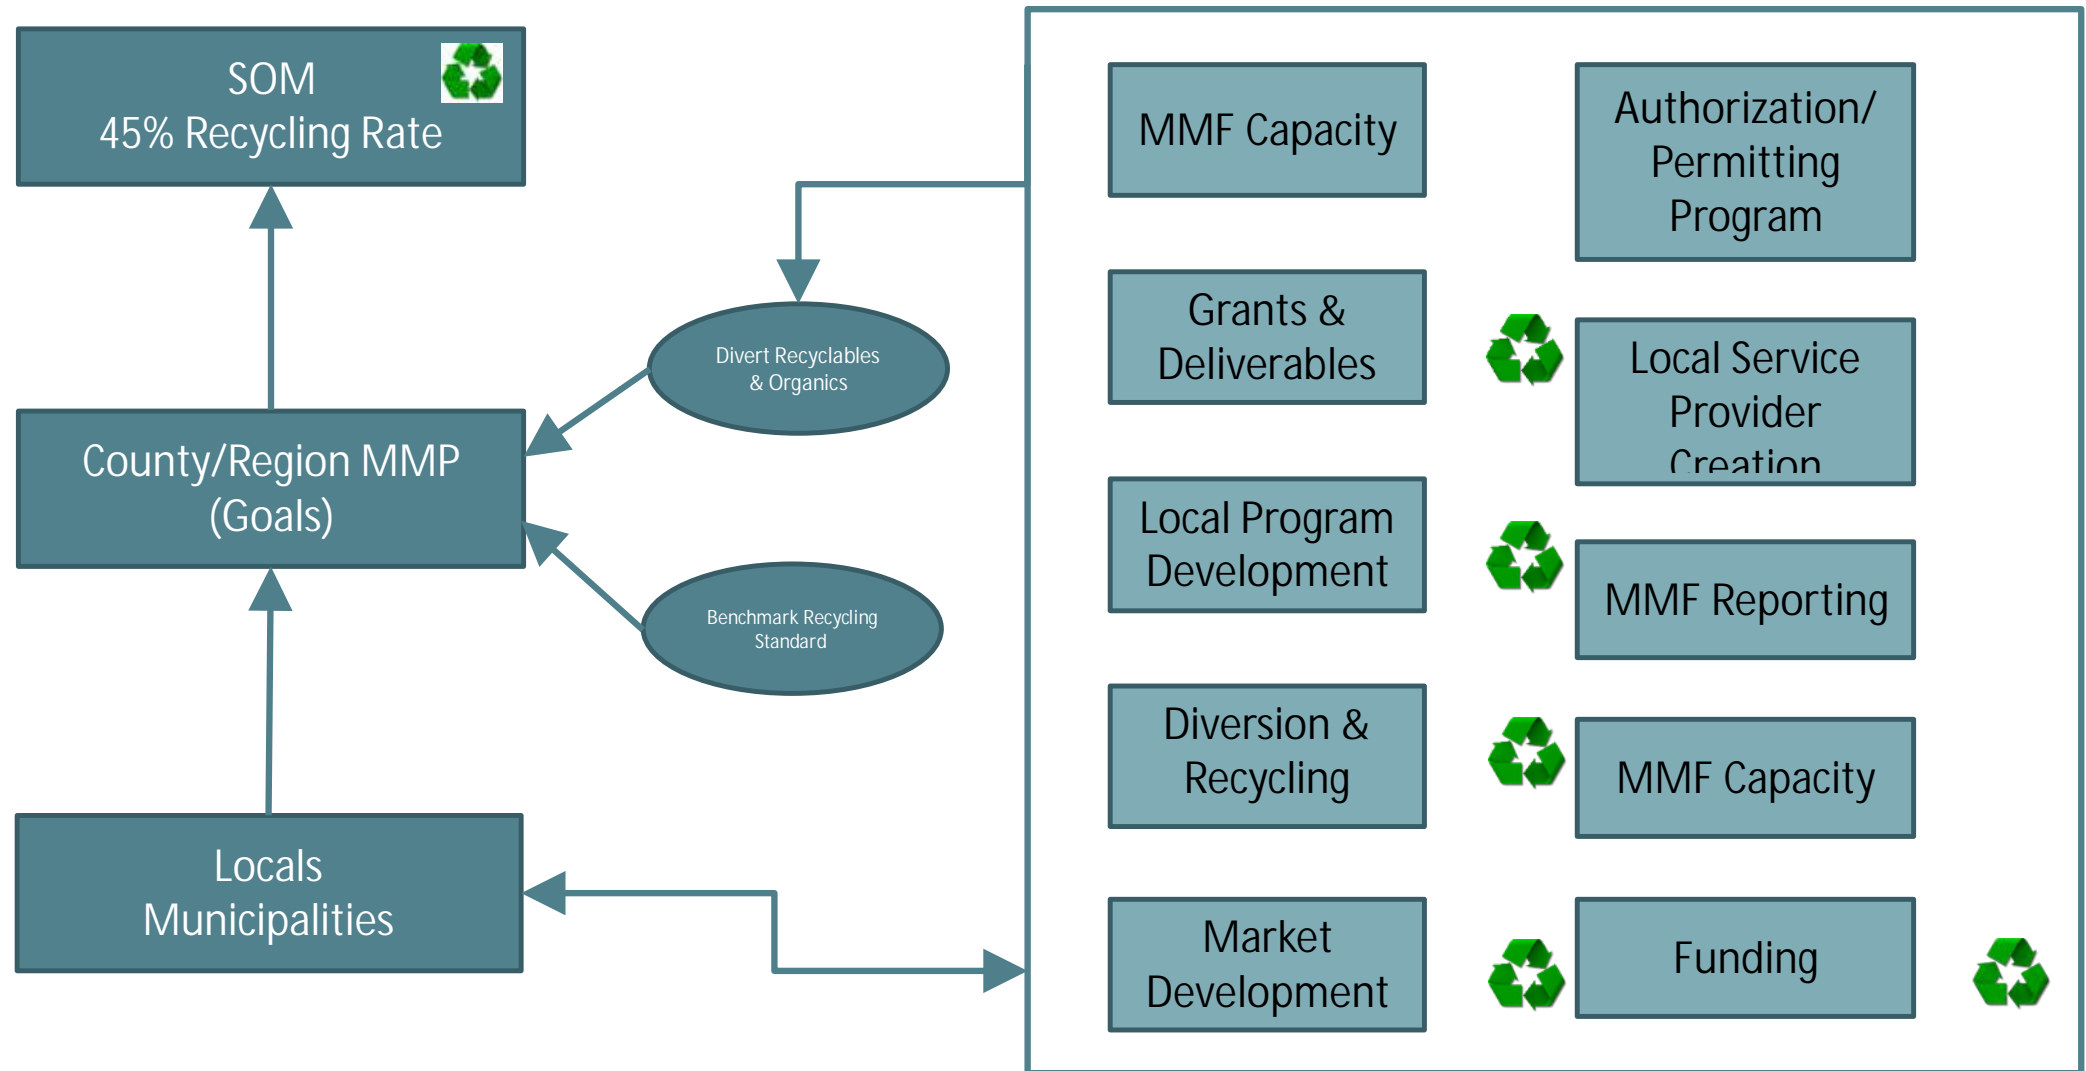 SOM
45% Recycling Rate
County/Region MMP
(Goals)
Locals
Municipalities
Divert Recyclables
& Organics
Benchmark Recycling
Standard
MMF Capacity
Grants &
Deliverables
Local Program
Development
Diversion &
Recycling
Market
Development
Authorization/
Permitting
Program
Local Service
Provider
Creation
MMF Reporting
MMF Capacity
Funding